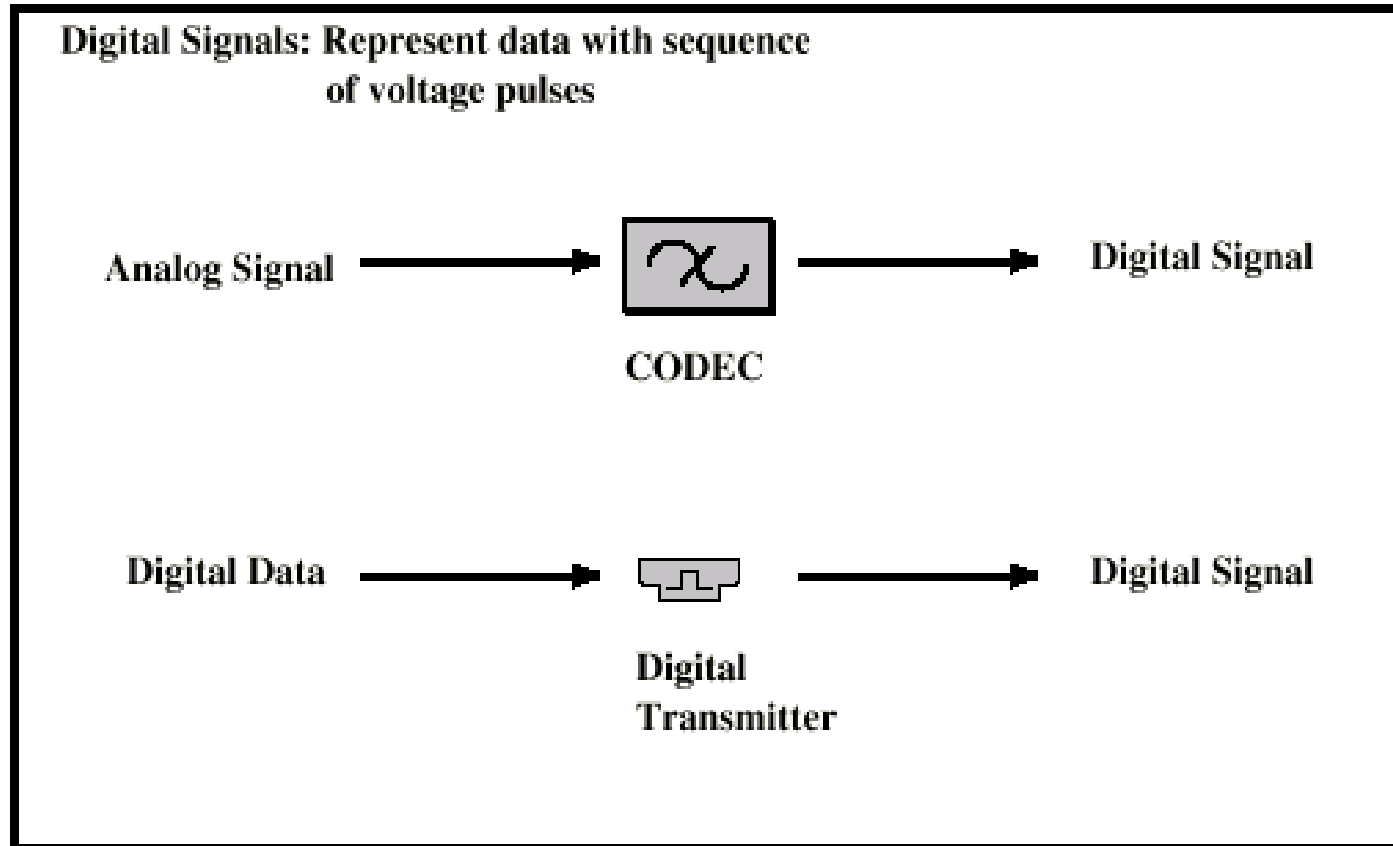 Digital Signals: Represent data with sequence
of voltage pulses
Analog Signal
Digital Signal
CODEC
Digital Data
Digital Signal
Digital
Transmitter